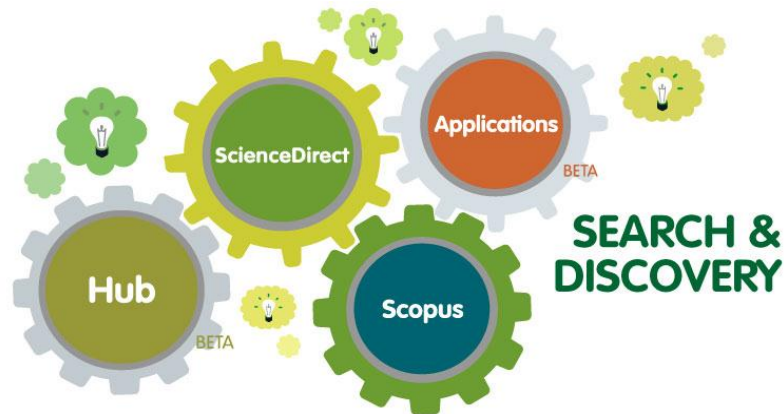 Applications
ScienceDirect
BETA
SEARCH &
DISCOVERY
Hub
Scopus
BETA